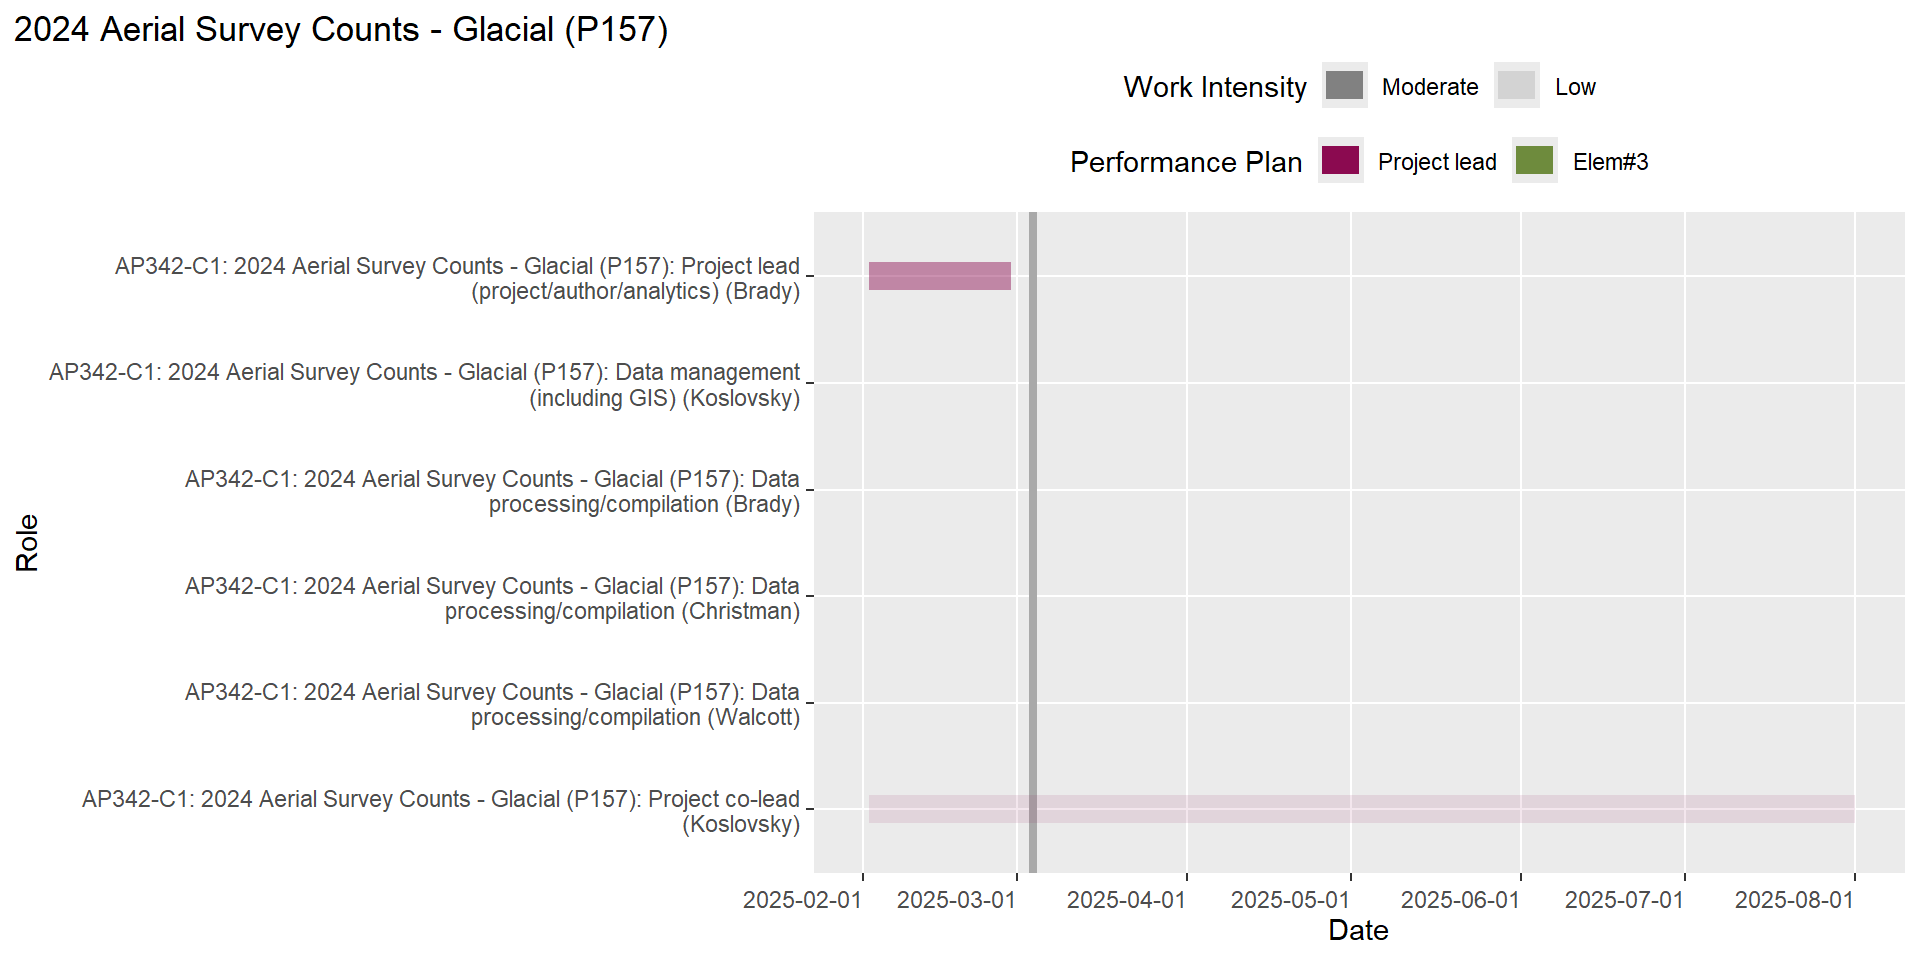 2024 Aerial Survey Counts - Glacial (P157)
Work Intensity Moderate Low
Performance Plan Project lead Elem#3
AP342-C1: 2024 Aerial Survey Counts - Glacial (P157): Project lead
(project/author/analytics) (Brady)
AP342-C1: 2024 Aerial Survey Counts - Glacial (P157): Data management
(including GIS) (Koslovsky)
AP342-C1: 2024 Aerial Survey Counts - Glacial (P157): Data
processing/compilation (Brady)
AP342-C1: 2024 Aerial Survey Counts - Glacial (P157): Data
processing/compilation (Christman)
AP342-C1: 2024 Aerial Survey Counts - Glacial (P157): Data
processing/compilation (Walcott)
AP342-C1: 2024 Aerial Survey Counts - Glacial (P157): Project co-lead
(Koslovsky)
Role
2025-02-01 2025-03-01 2025-04-01 2025-05-01 2025-06-01 2025-07-01 2025-08-01
Date